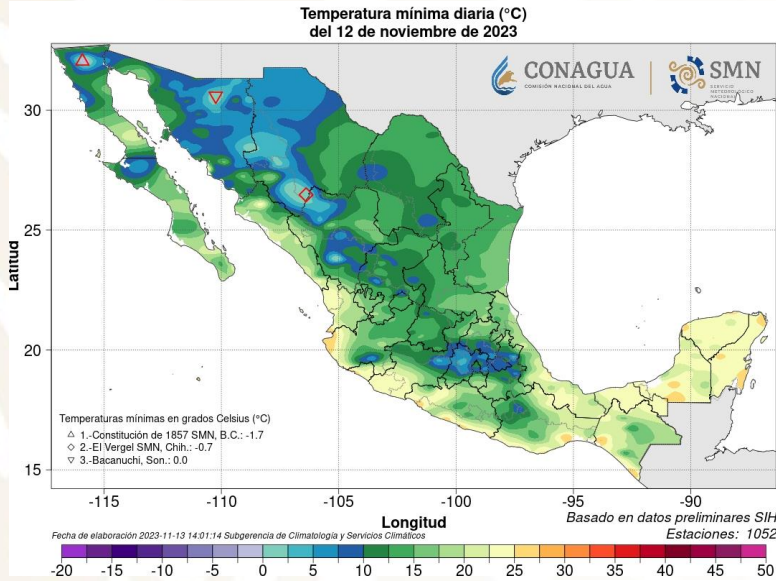 Temperatura mínima diaria (°C)
del 12 de noviembre de 2023
CONAGUA
COMISIÓN NACIONAL DEL AGUA
SMN
SERVICIO
METEOROLÓGICO
NACIONAL
30
25
20
15
Latitud
Temperaturas mínimas en grados Celsius (°C)
△ 1.-Constitución de 1857 SMN, B.C.: -1.7
◇ 2.-El Vergel SMN, Chih.: -0.7
▽ 3.-Bacanuchi, Son.: 0.0
-115 -110 -105 -100 -95 -90
Longitud
Basado en datos preliminares SIH
Fecha de elaboración 2023-11-13 14:01:14 Subgerencia de Climatología y Servicios Climáticos
Estaciones: 1052
-20 -15 -10 -5 0 5 10 15 20 25 30 35 40 45 50